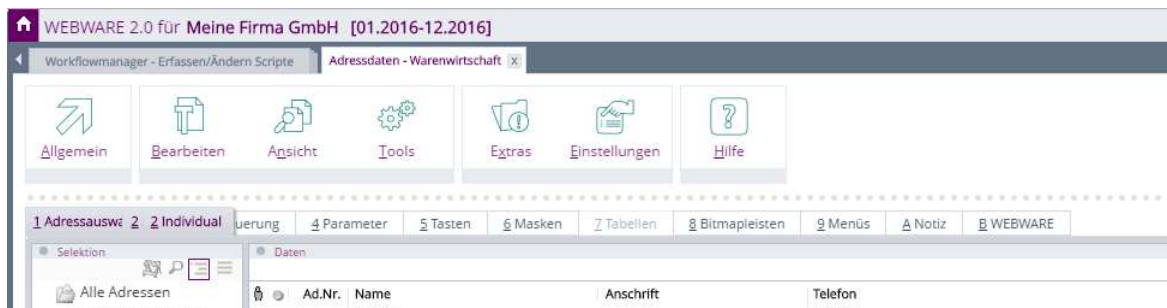 WEBWARE 2.0 für Meine Firma GmbH [01.2016-12.2016]
Workflowmanager - Erfassen/Ändern Scripte Adressdaten - Warenwirtschaft x
Allgemein Bearbeiten Ansicht Tools Extras Einstellungen Hilfe
1 Adressauswa 2 2 Individual uerung 4 Parameter 5 Tasten 6 Masken 7 Tabellen 8 Bitmapleisten 9 Menüs A Notiz B WEBWARE
Selektion Daten
Alle Adressen Ad.Nr. Name Anschrift Telefon